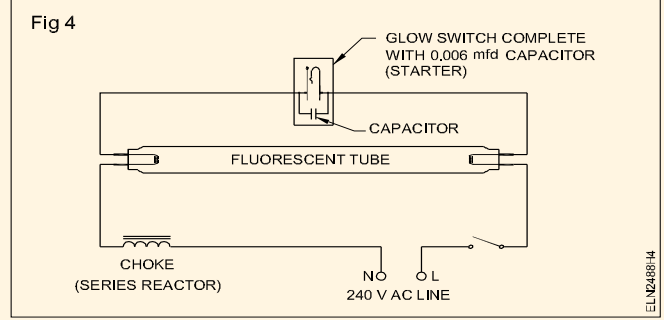 Fig 4
GLOW SWITCH COMPLETE
WITH 0.006 mfd CAPACITOR
(STARTER)
CAPACITOR
FLUORESCENT TUBE
CHOKE
(SERIES REACTOR)
N L
240 V AC LINE
ELN2488H4